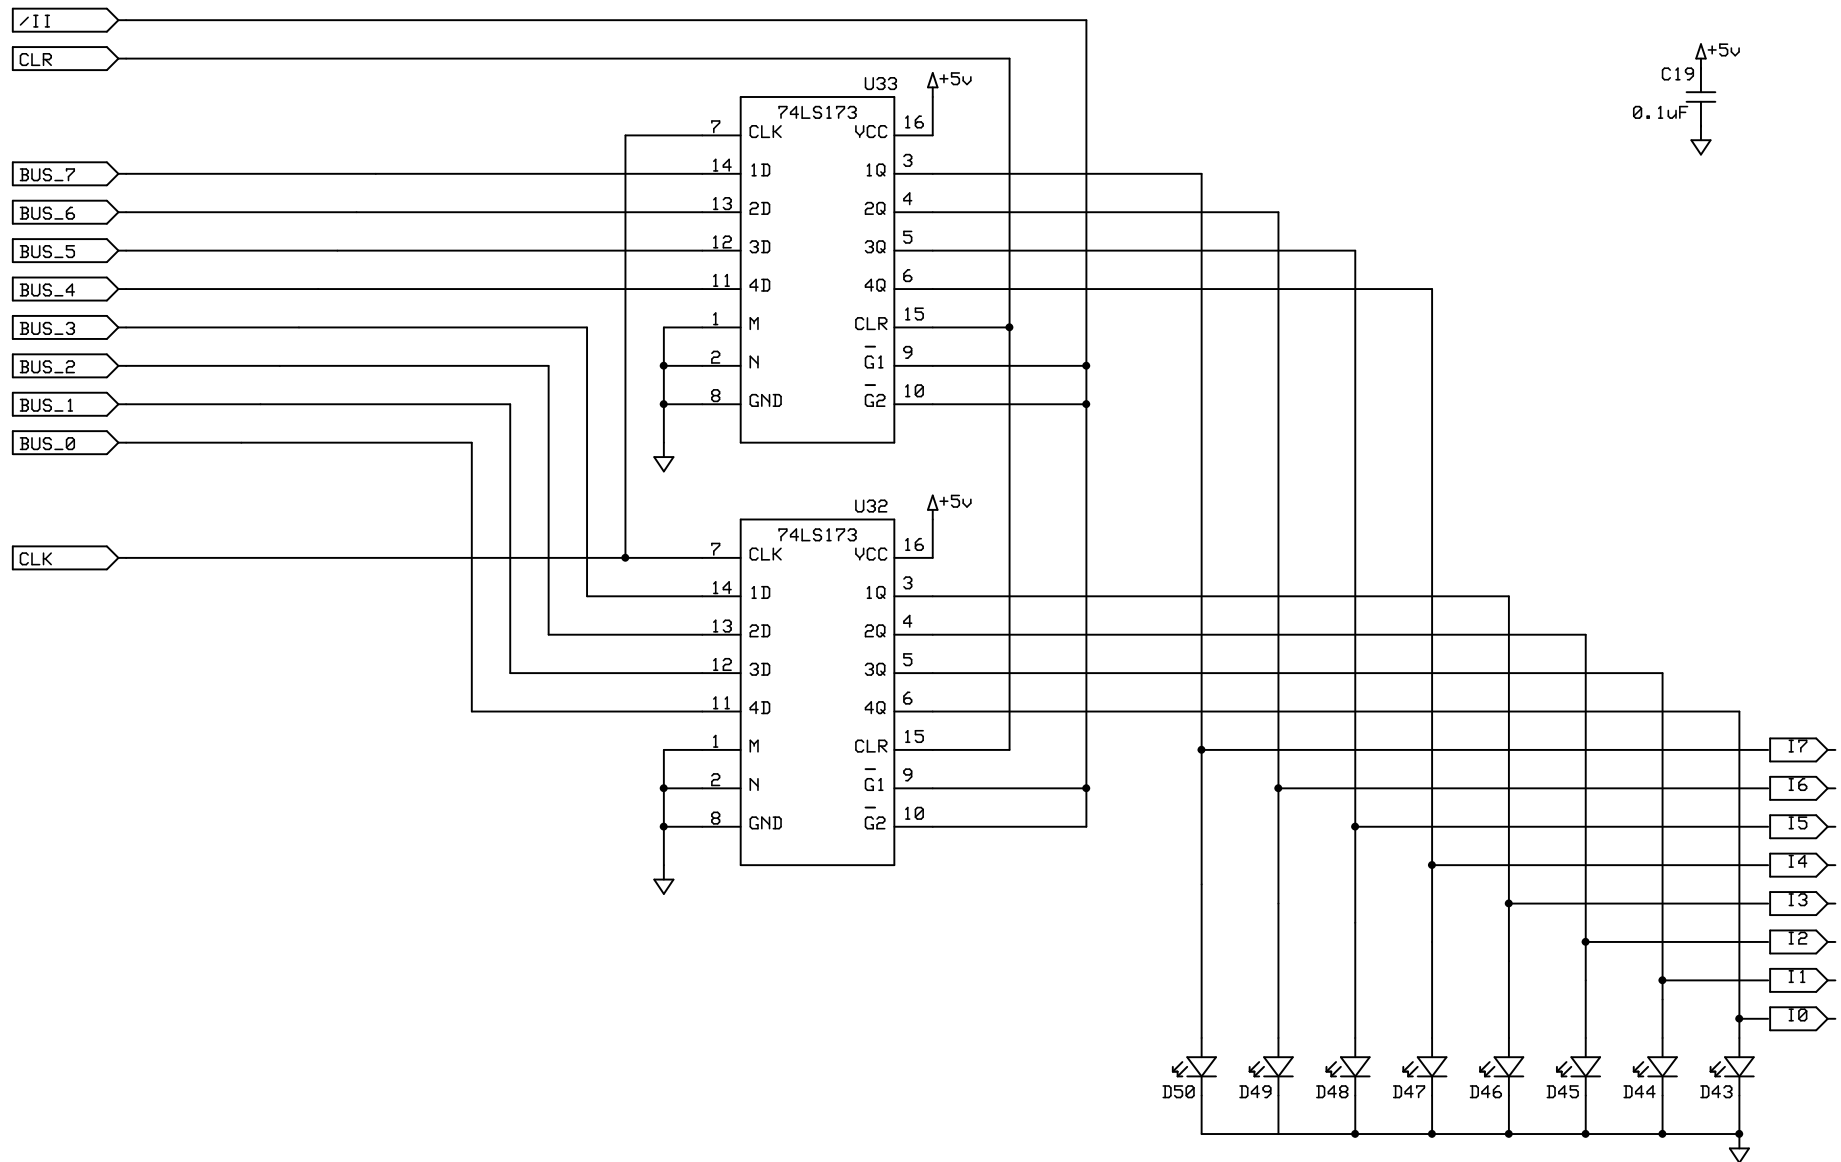 /II
CLR
BUS_7
BUS_6
BUS_5
BUS_4
BUS_3
BUS_2
BUS_1
BUS_0
CLK
U33
+5v
74LS173
7 CLK VCC 16
14 1D 1Q 3
13 2D 2Q 4
12 3D 3Q 5
11 4D 4Q 6
1 M CLR 15
2 N G1 9
8 GND G2 10
U32
+5v
74LS173
7 CLK VCC 16
14 1D 1Q 3
13 2D 2Q 4
12 3D 3Q 5
11 4D 4Q 6
1 M CLR 15
2 N G1 9
8 GND G2 10
+5v
C19
0.1uF
I7
I6
I5
I4
I3
I2
I1
I0
D50 D49 D48 D47 D46 D45 D44 D43